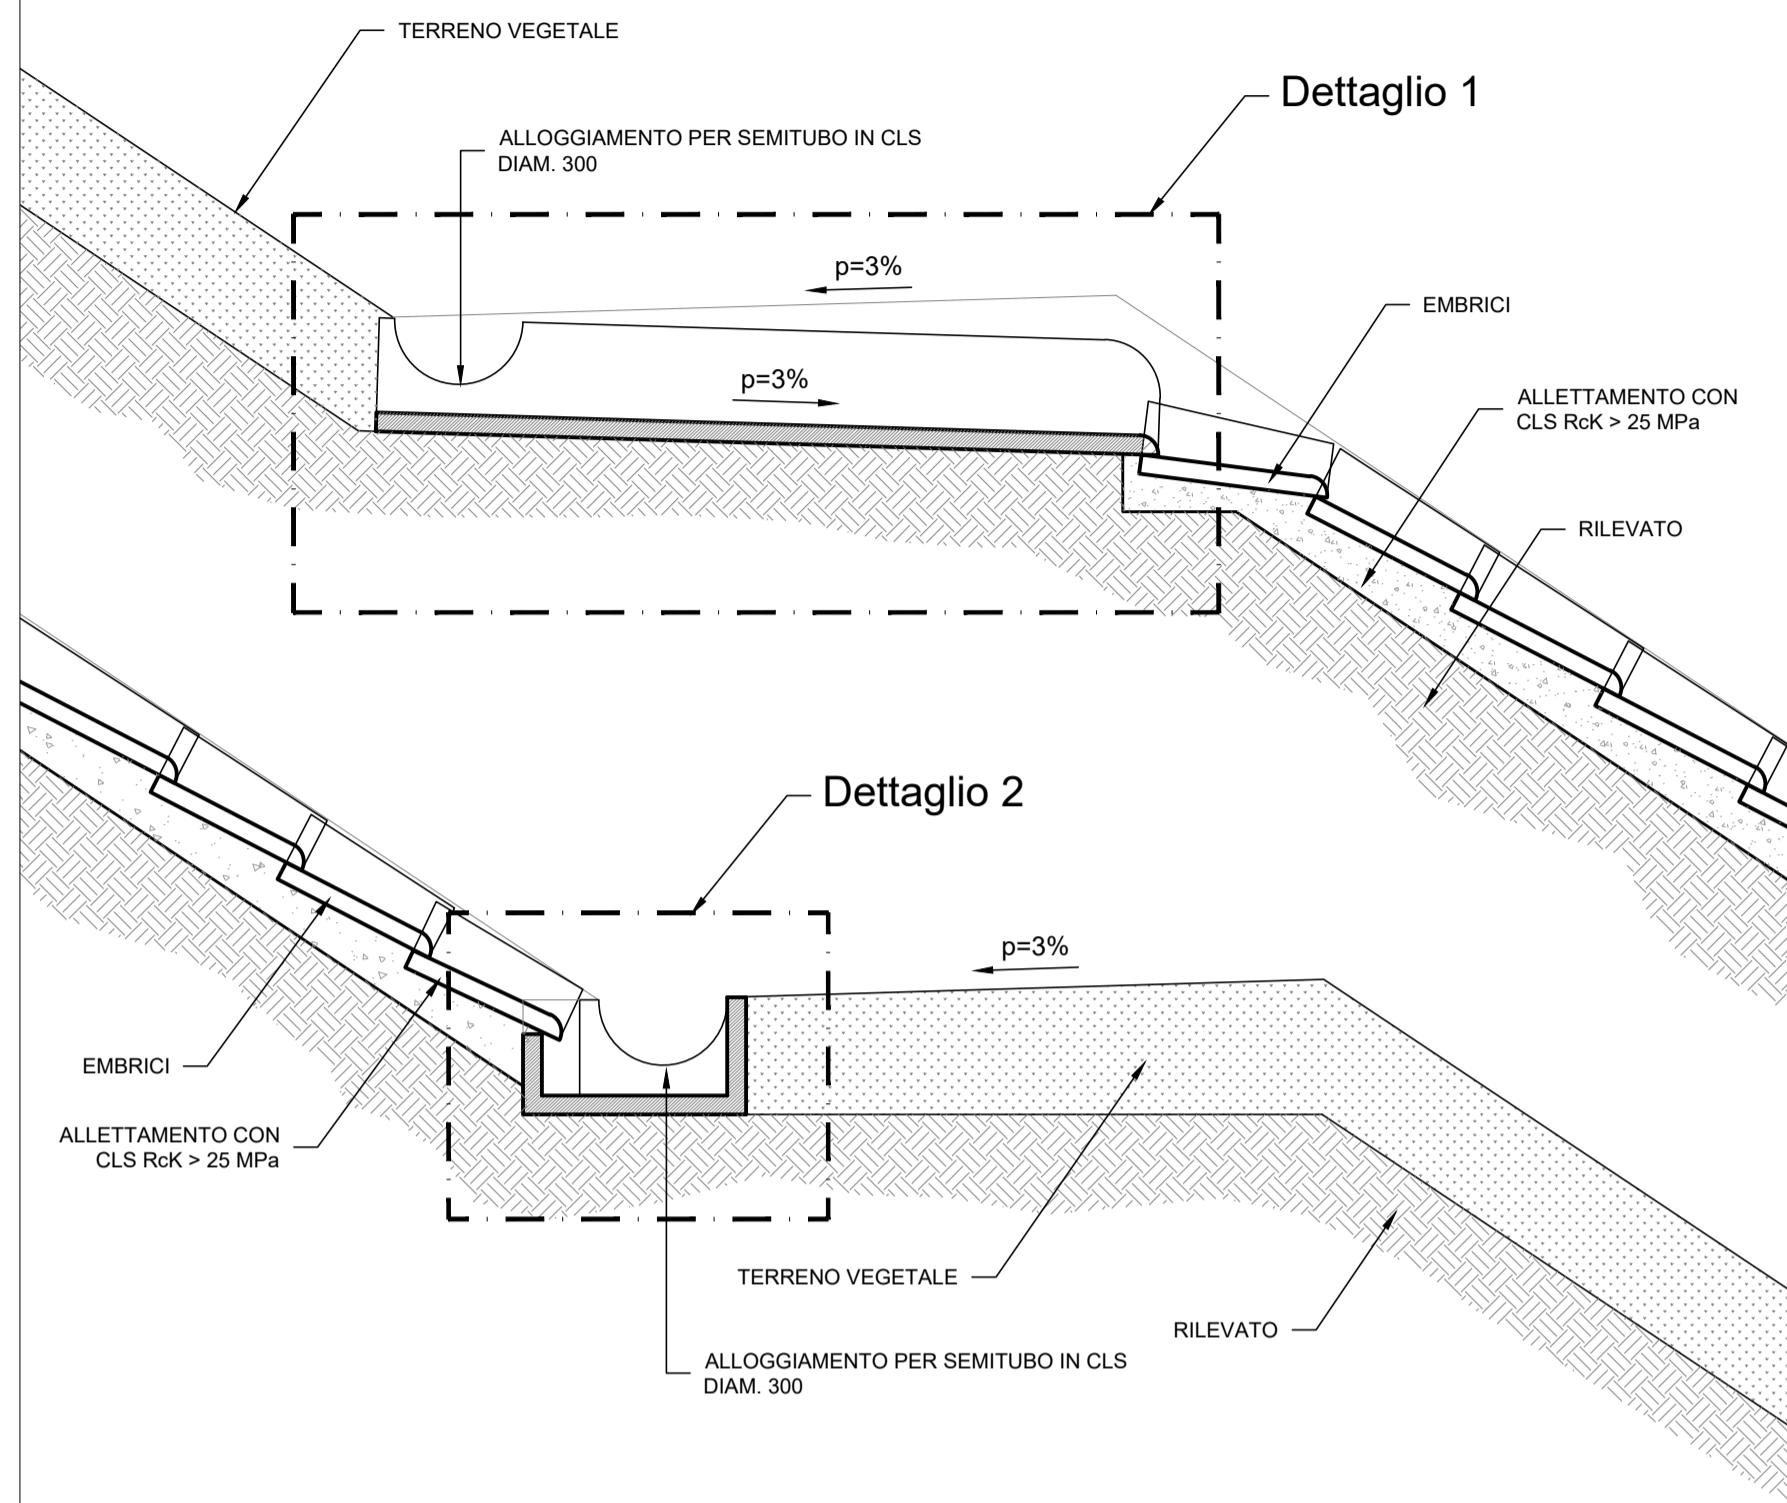 TERRENO VEGETALE
Dettaglio 1
ALLOGGIAMENTO PER SEMITUBO IN CLS
DIAM. 300
p=3%
EMBRICI
p=3%
ALLETTAMENTO CON
CLS RcK > 25 MPa
RILEVATO
Dettaglio 2
p=3%
EMBRICI
ALLETTAMENTO CON
CLS RcK > 25 MPa
TERRENO VEGETALE
RILEVATO
ALLOGGIAMENTO PER SEMITUBO IN CLS
DIAM. 300